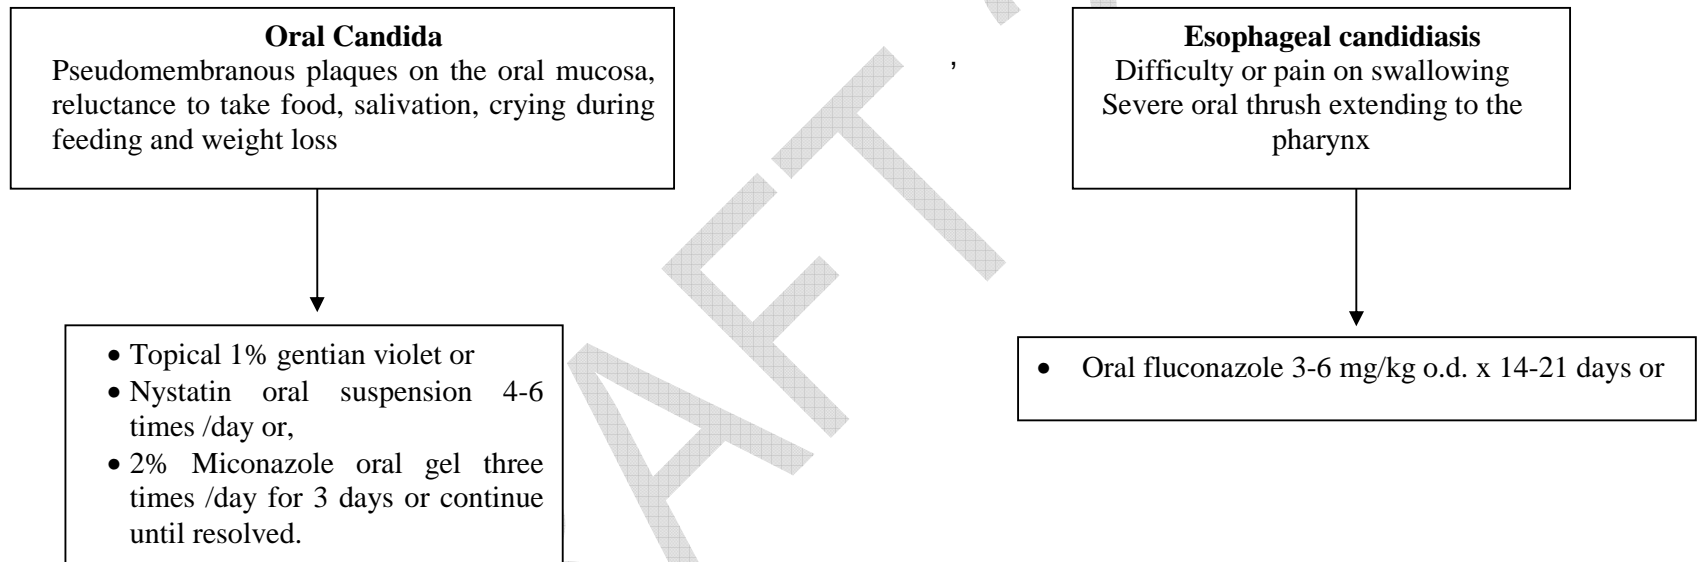 Oral Candida
Pseudomembranous plaques on the oral mucosa,
reluctance to take food, salivation, crying during
feeding and weight loss
,
Esophageal candidiasis
Difficulty or pain on swallowing
Severe oral thrush extending to the
pharynx
• Topical 1% gentian violet or
• Nystatin oral suspension 4-6
times /day or,
• 2% Miconazole oral gel three
times /day for 3 days or continue
until resolved.
• Oral fluconazole 3-6 mg/kg o.d. x 14-21 days or
AFT